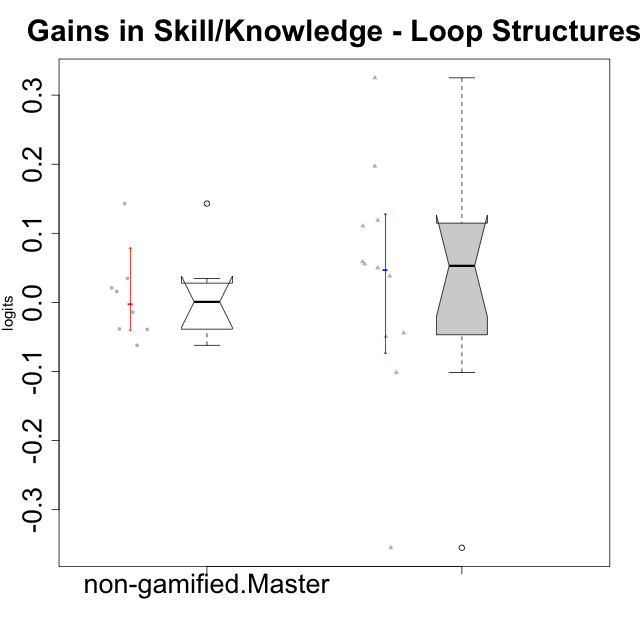 Gains in Skill/Knowledge - Loop Structures
0.3
0.2
0.1
0.0
-0.1
-0.2
-0.3
logits
non-gamified.Master